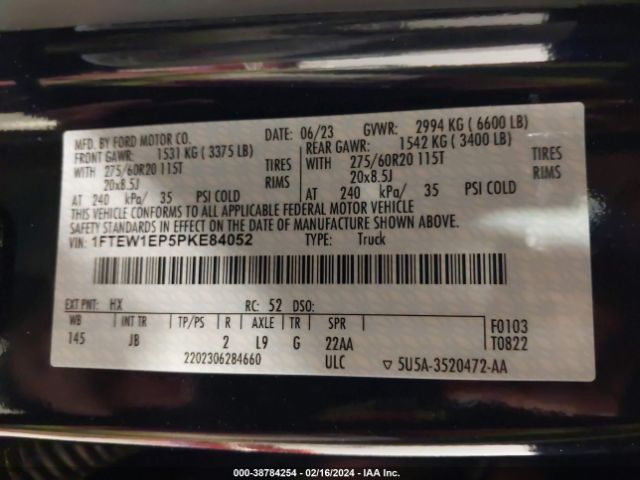 MFD. BY FORD MOTOR CO. DATE: 06/23 GVWR: 2994 KG ( 6600 LB)
FRONT GAWR: 1531 KG ( 3375 LB) REAR GAWR: 1542 KG ( 3400 LB)
WITH 275/60R20 115T TIRES WITH 275/60R20 115T TIRES
20x8.5J RIMS 20x8.5J RIMS
AT 240 kPa/ 35 PSI COLD AT 240 kPa/ 35 PSI COLD
THIS VEHICLE CONFORMS TO ALL APPLICABLE FEDERAL MOTOR VEHICLE
SAFETY STANDARDS IN EFFECT ON THE DATE OF MANUFACTURE SHOWN ABOVE.
VIN: 1FTEW1EP5PKE84052 TYPE: Truck
EXT PNT: HX RC: 52 DSO:
WB INT TR TP/PS R AXLE TR SPR F0103
145 JB 2 L9 G 22AA T0822
2202306284660 ULC ▽ 5U5A-3520472-AA
000-38784254 - 02/16/2024 - IAA Inc.